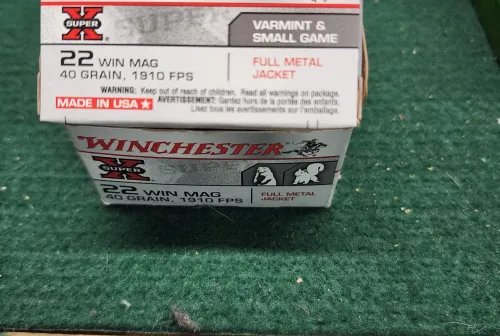 X
SUPER
VARMINT &
SMALL GAME
22 WIN MAG
40 GRAIN, 1910 FPS
FULL METAL
JACKET
WARNING: Keep out of reach of children. Read all warnings on package.
AVERTISSEMENT: Gardez hors de la portée des enfants.
Lisez tous les avertissements sur l'emballage.
MADE IN USA
WINCHESTER
X
SUPER
22 WIN MAG
40 GRAIN, 1910 FPS
FULL METAL
JACKET